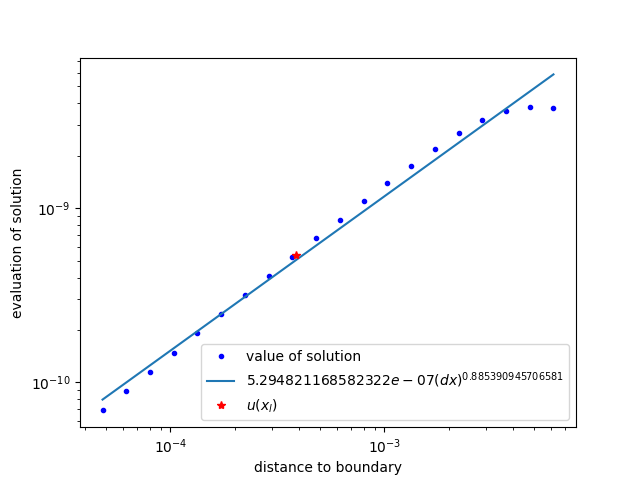 evaluation of solution
10⁻⁹
10⁻¹⁰
value of solution
5.294821168582322e − 07(dx)^0.885390945706581
u(x_l)
10⁻⁴ 10⁻³
distance to boundary